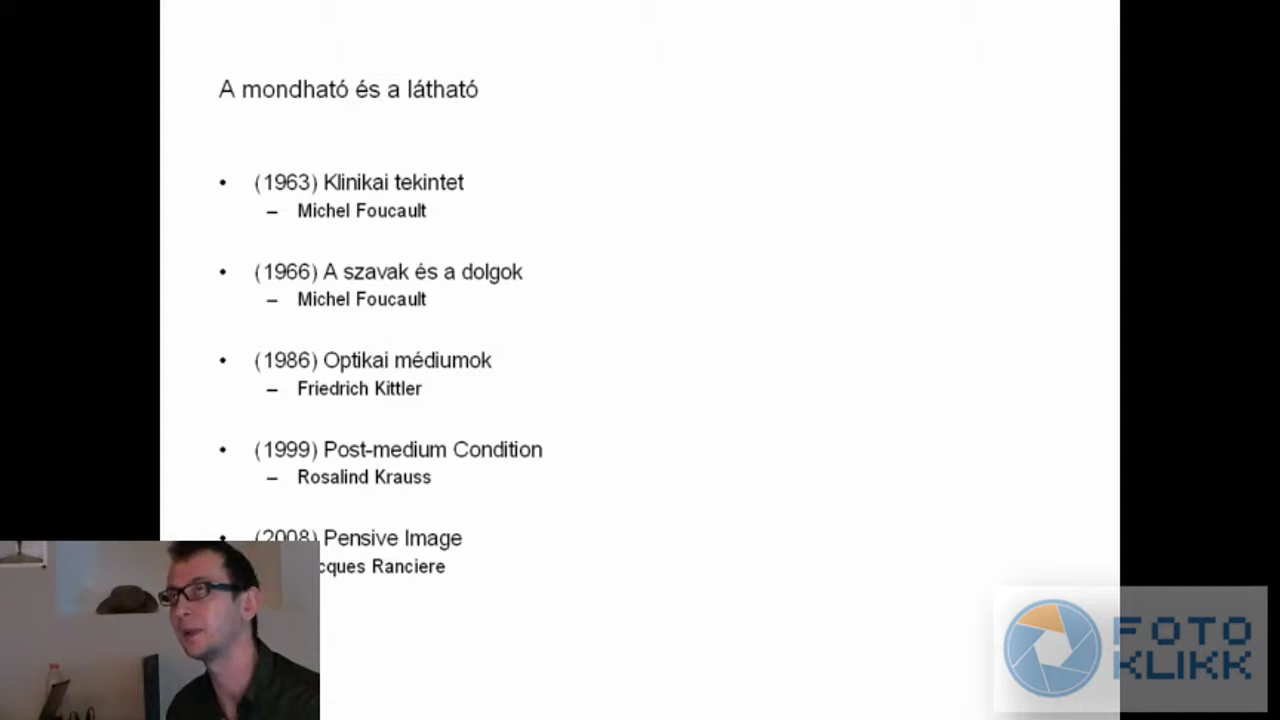 A mondható és a látható
• (1963) Klinikai tekintet
– Michel Foucault
• (1966) A szavak és a dolgok
– Michel Foucault
• (1986) Optikai médiumok
– Friedrich Kittler
• (1999) Post-medium Condition
– Rosalind Krauss
• (2008) Pensive Image
cques Ranciere
FOTO
KLIKK